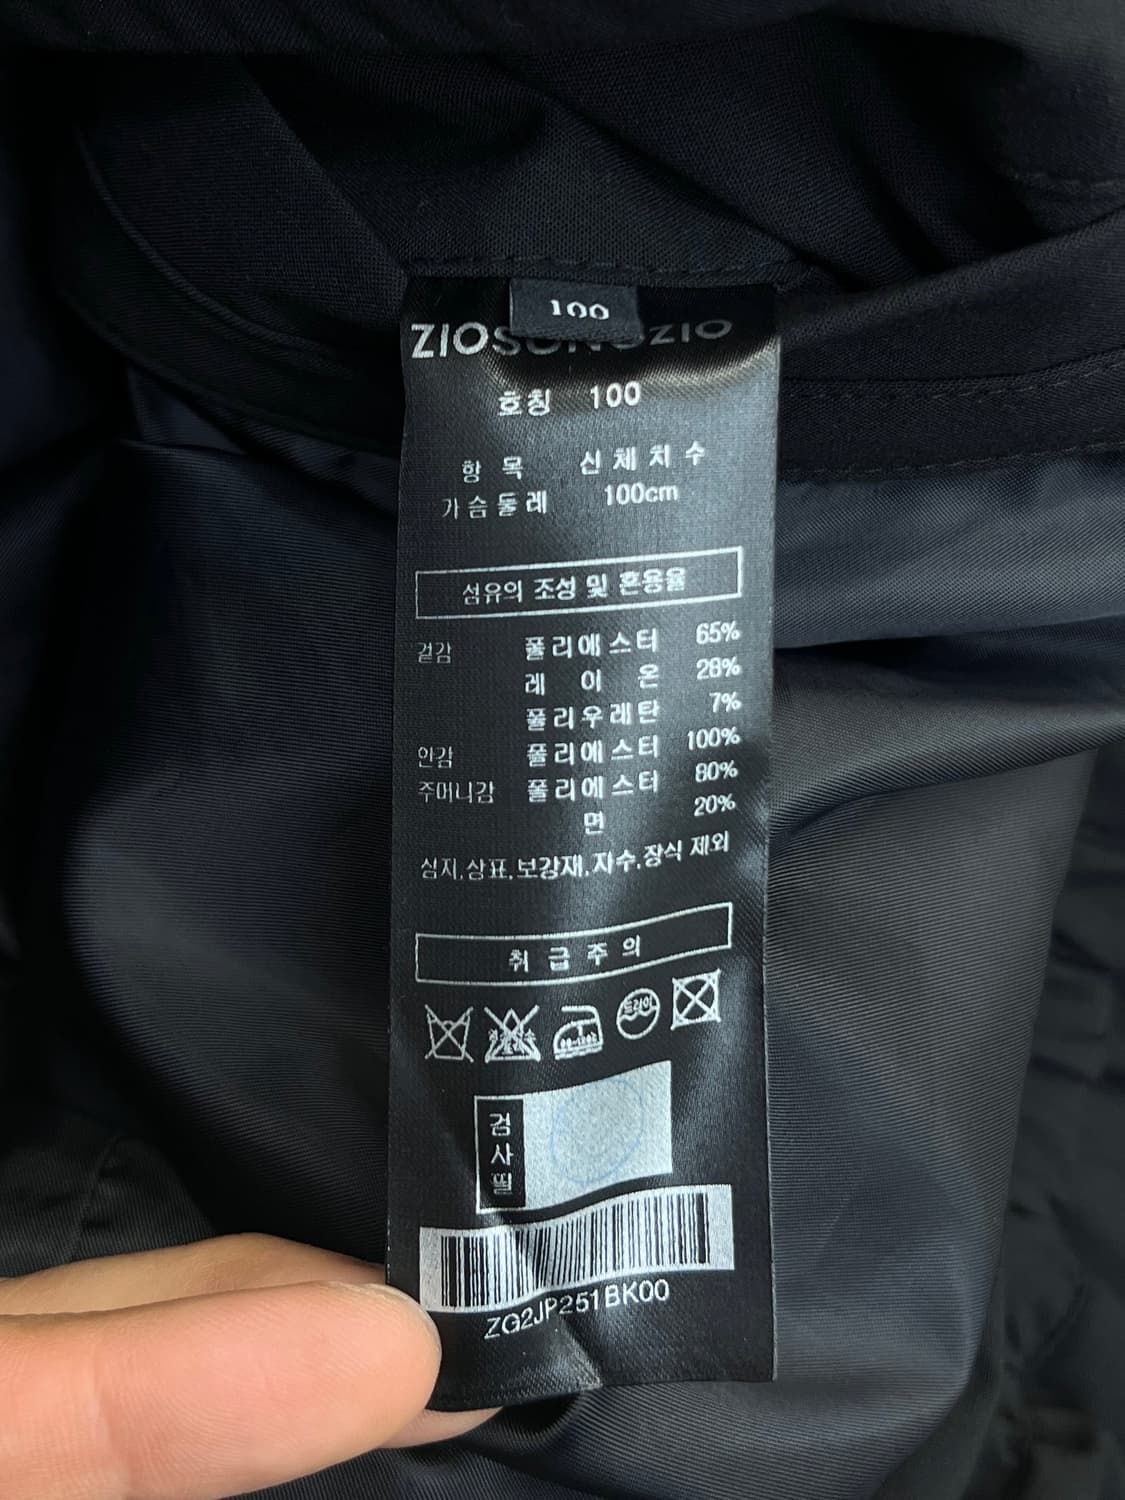 100
ZIOSONGZIO
호칭 100
항 목 신체치수
가슴둘레 100cm
섬유의 조성 및 혼용율
겉감 폴리에스터 65%
레이온 28%
폴리우레탄 7%
안감 폴리에스터 100%
주머니감 폴리에스터 80%
면 20%
심지,상표,보강재,자수,장식 제외
취급주의
드라이
검사필
ZG2JP251BK00